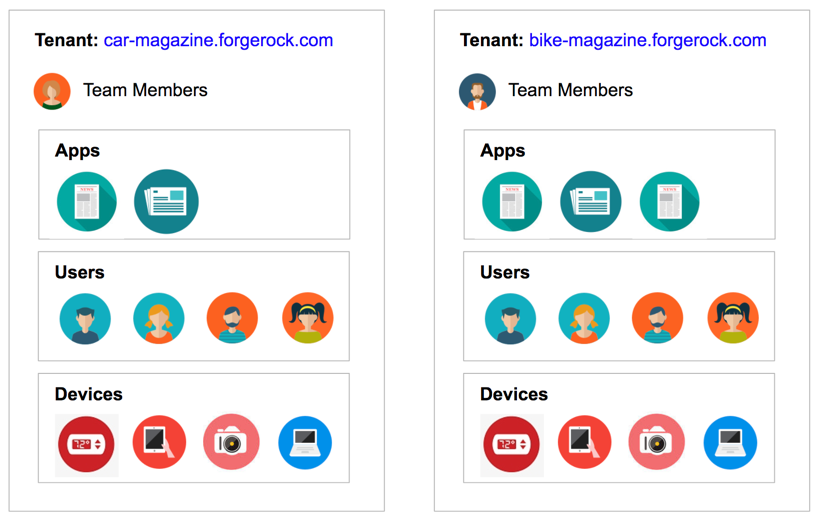 Tenant: car-magazine.forgerock.com
Team Members
Apps
NEWS
Users
Devices
72°
Tenant: bike-magazine.forgerock.com
Team Members
Apps
NEWS
NEWS
Users
Devices
72°